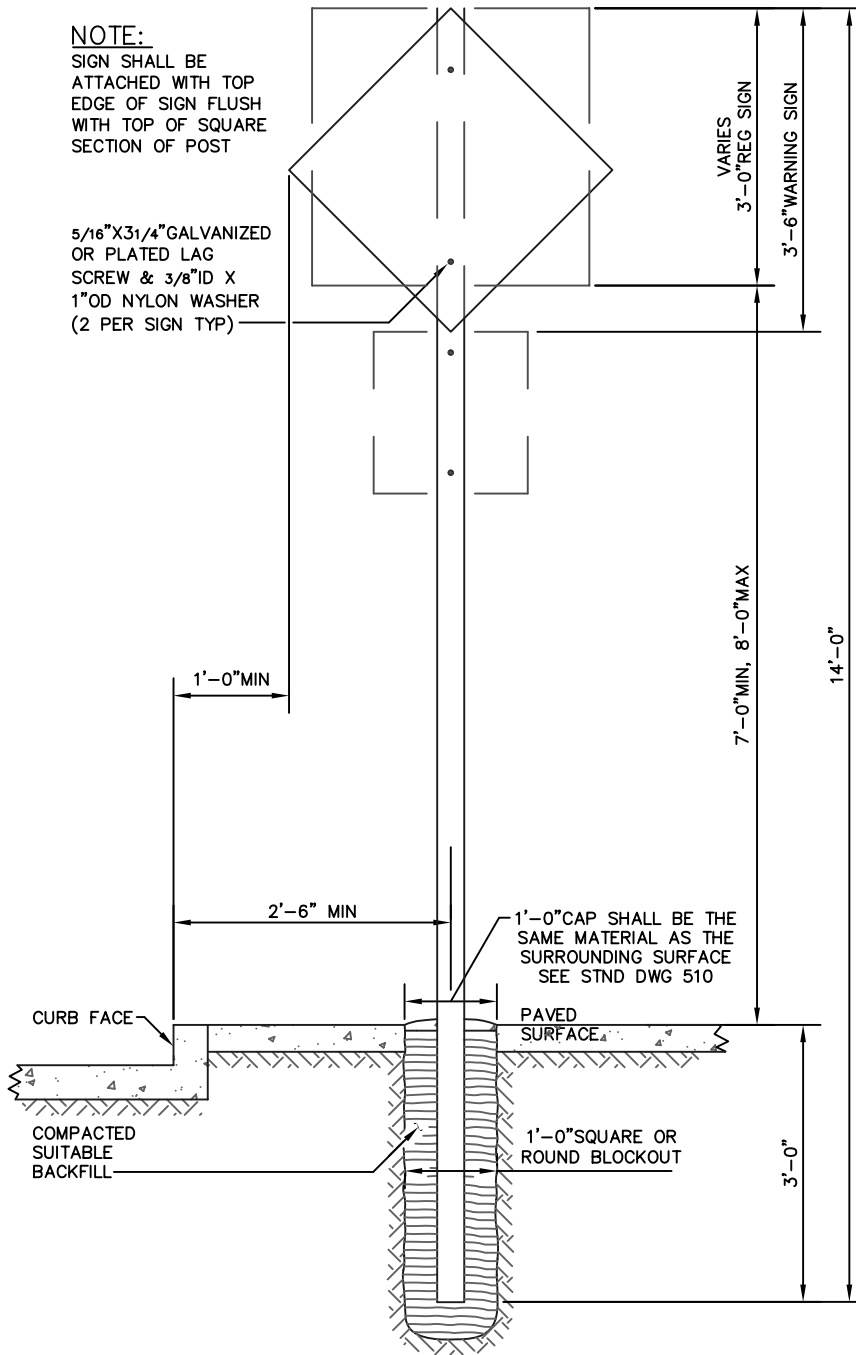 NOTE:
SIGN SHALL BE
ATTACHED WITH TOP
EDGE OF SIGN FLUSH
WITH TOP OF SQUARE
SECTION OF POST
5/16"X31/4"GALVANIZED
OR PLATED LAG
SCREW & 3/8"ID X
1"OD NYLON WASHER
(2 PER SIGN TYP)
VARIES
3'-0"REG SIGN
3'-6"WARNING SIGN
7'-0"MIN, 8'-0"MAX
14'-0"
1'-0"MIN
2'-6" MIN
1'-0"CAP SHALL BE THE
SAME MATERIAL AS THE
SURROUNDING SURFACE
SEE STND DWG 510
CURB FACE
PAVED
SURFACE
COMPACTED
SUITABLE
BACKFILL
1'-0"SQUARE OR
ROUND BLOCKOUT
3'-0"